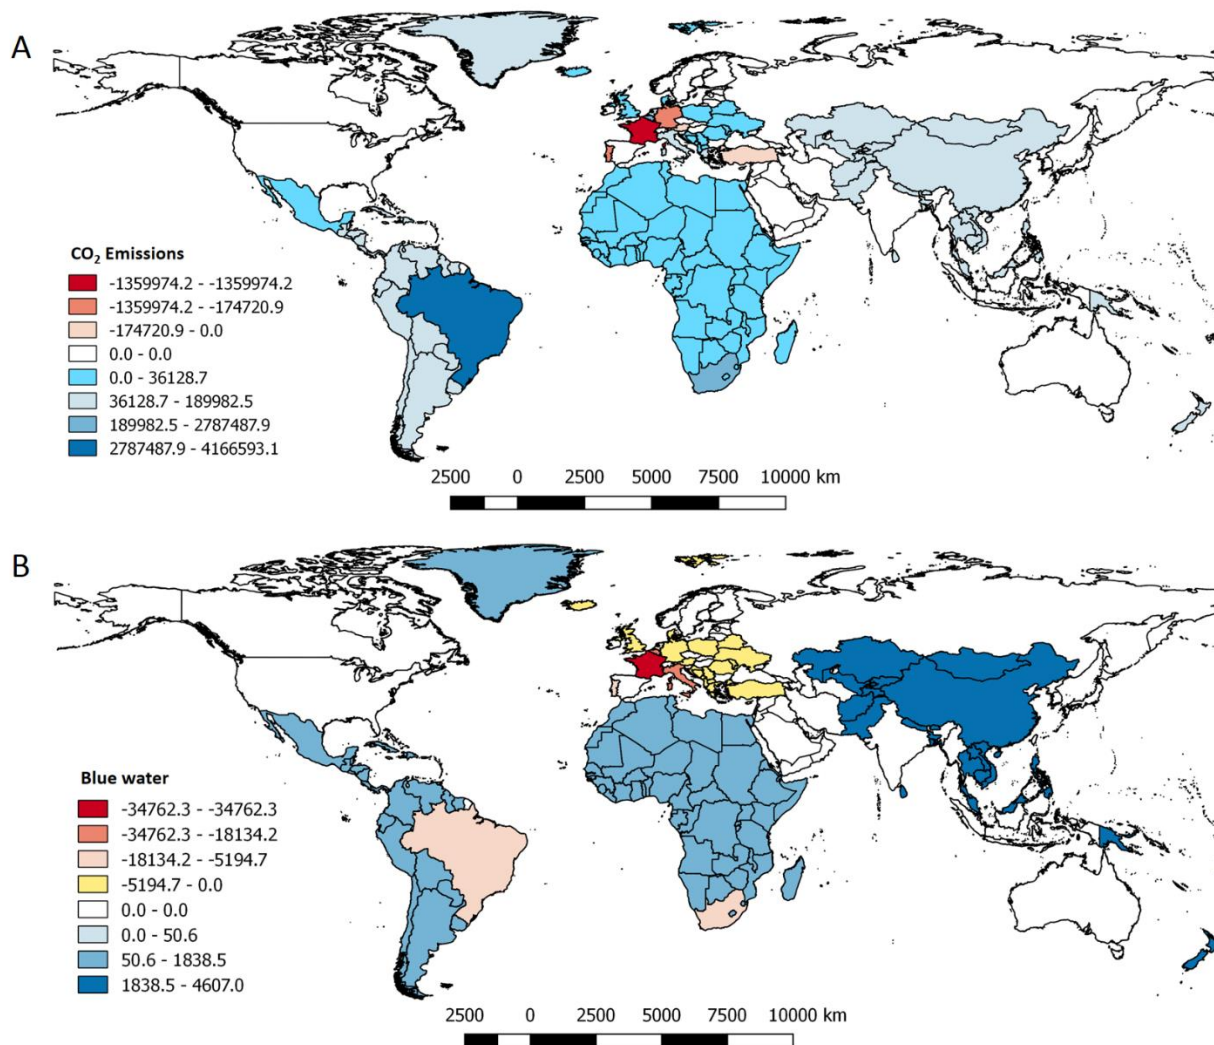 A
CO₂ Emissions
-1359974.2 - -1359974.2
-1359974.2 - -174720.9
-174720.9 - 0.0
0.0 - 0.0
0.0 - 36128.7
36128.7 - 189982.5
189982.5 - 2787487.9
2787487.9 - 4166593.1
2500 0 2500 5000 7500 10000 km
B
Blue water
-34762.3 - -34762.3
-34762.3 - -18134.2
-18134.2 - -5194.7
-5194.7 - 0.0
0.0 - 0.0
0.0 - 50.6
50.6 - 1838.5
1838.5 - 4607.0
2500 0 2500 5000 7500 10000 km